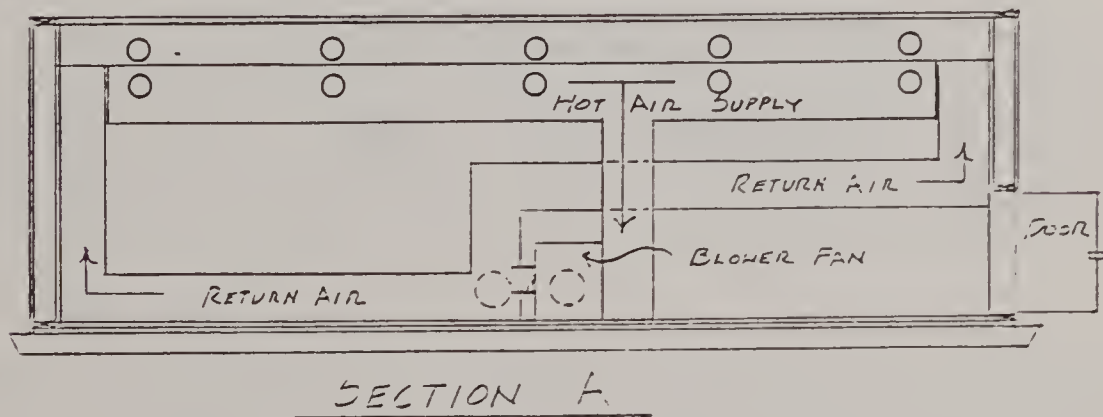 HOT AIR SUPPLY
RETURN AIR
DOOR
BLOWER FAN
RETURN AIR
SECTION A